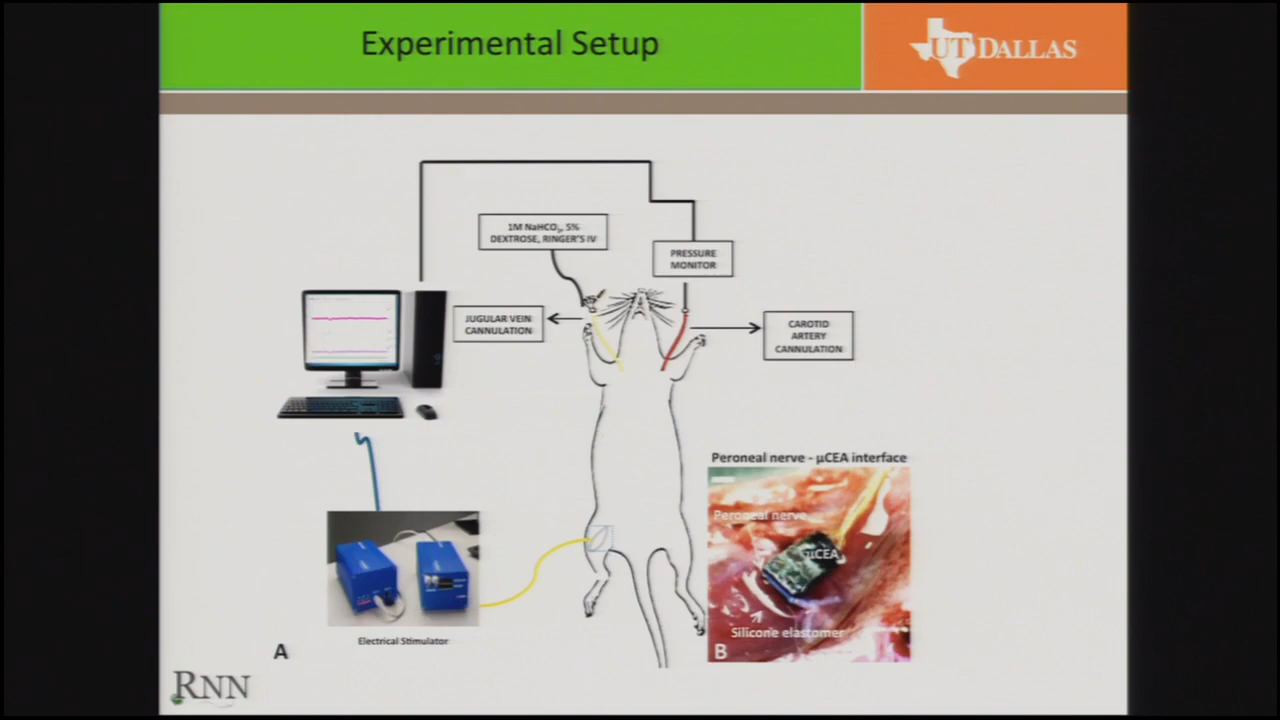 Experimental Setup
UT DALLAS
1M NaHCO₃, 5%
DEXTROSE, RINGER'S IV
PRESSURE
MONITOR
JUGULAR VEIN
CANNULATION
CAROTID
ARTERY
CANNULATION
Peroneal nerve - µCEA interface
Peroneal nerve
µCEA
Silicone elastomer
B
Electrical Stimulator
A
RNN